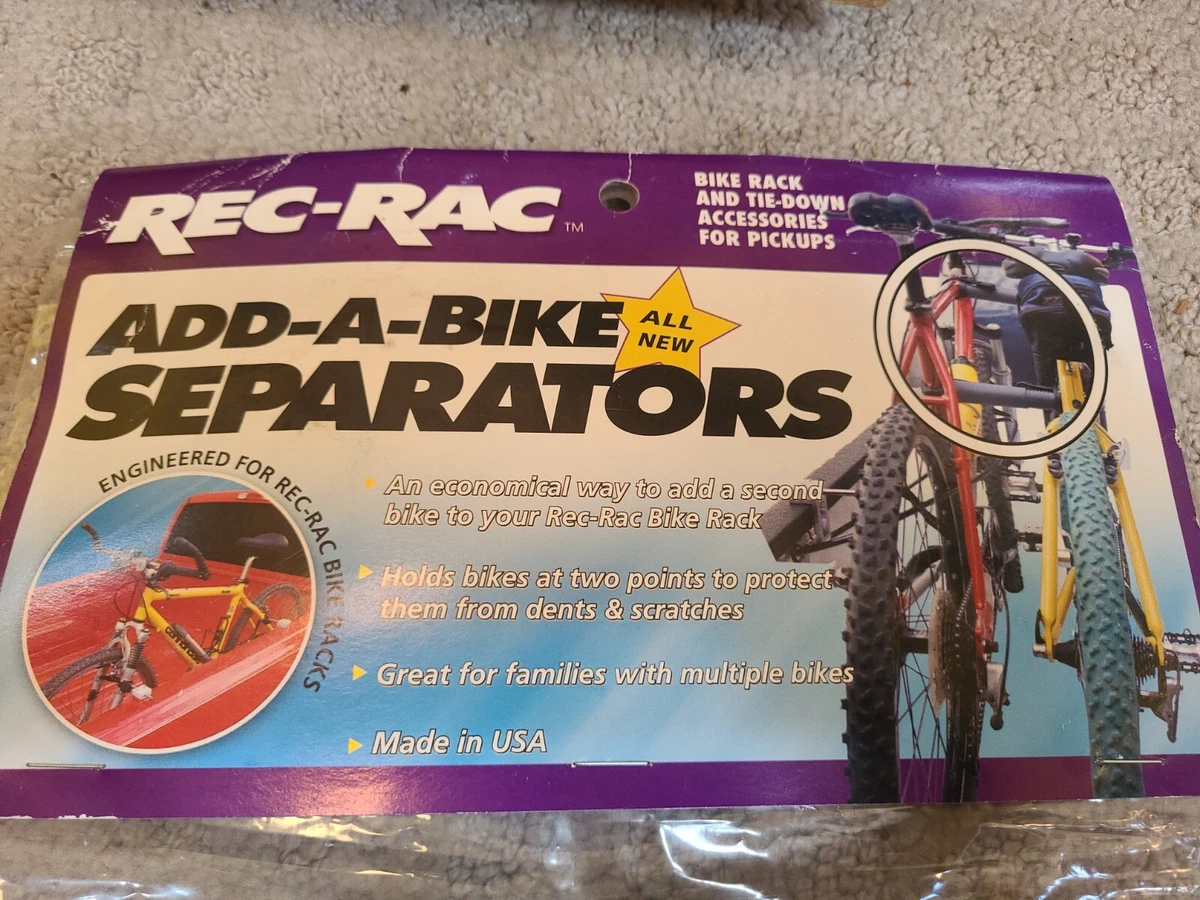 REC-RAC™
BIKE RACK
AND TIE-DOWN
ACCESSORIES
FOR PICKUPS
ADD-A-BIKE
ALL
NEW
SEPARATORS
ENGINEERED FOR REC-RAC BIKE RACKS
An economical way to add a second
bike to your Rec-Rac Bike Rack
Holds bikes at two points to protect
them from dents & scratches
Great for families with multiple bikes
Made in USA